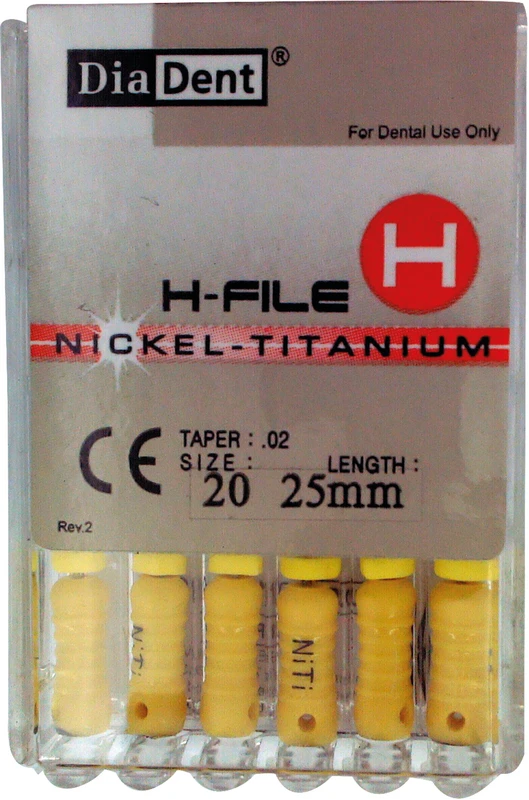 DiaDent®
For Dental Use Only
H
H-FILE
NICKEL-TITANIUM
CE TAPER : .02
SIZE : LENGTH :
20 25mm
Rev.2
NiTi
NiTi